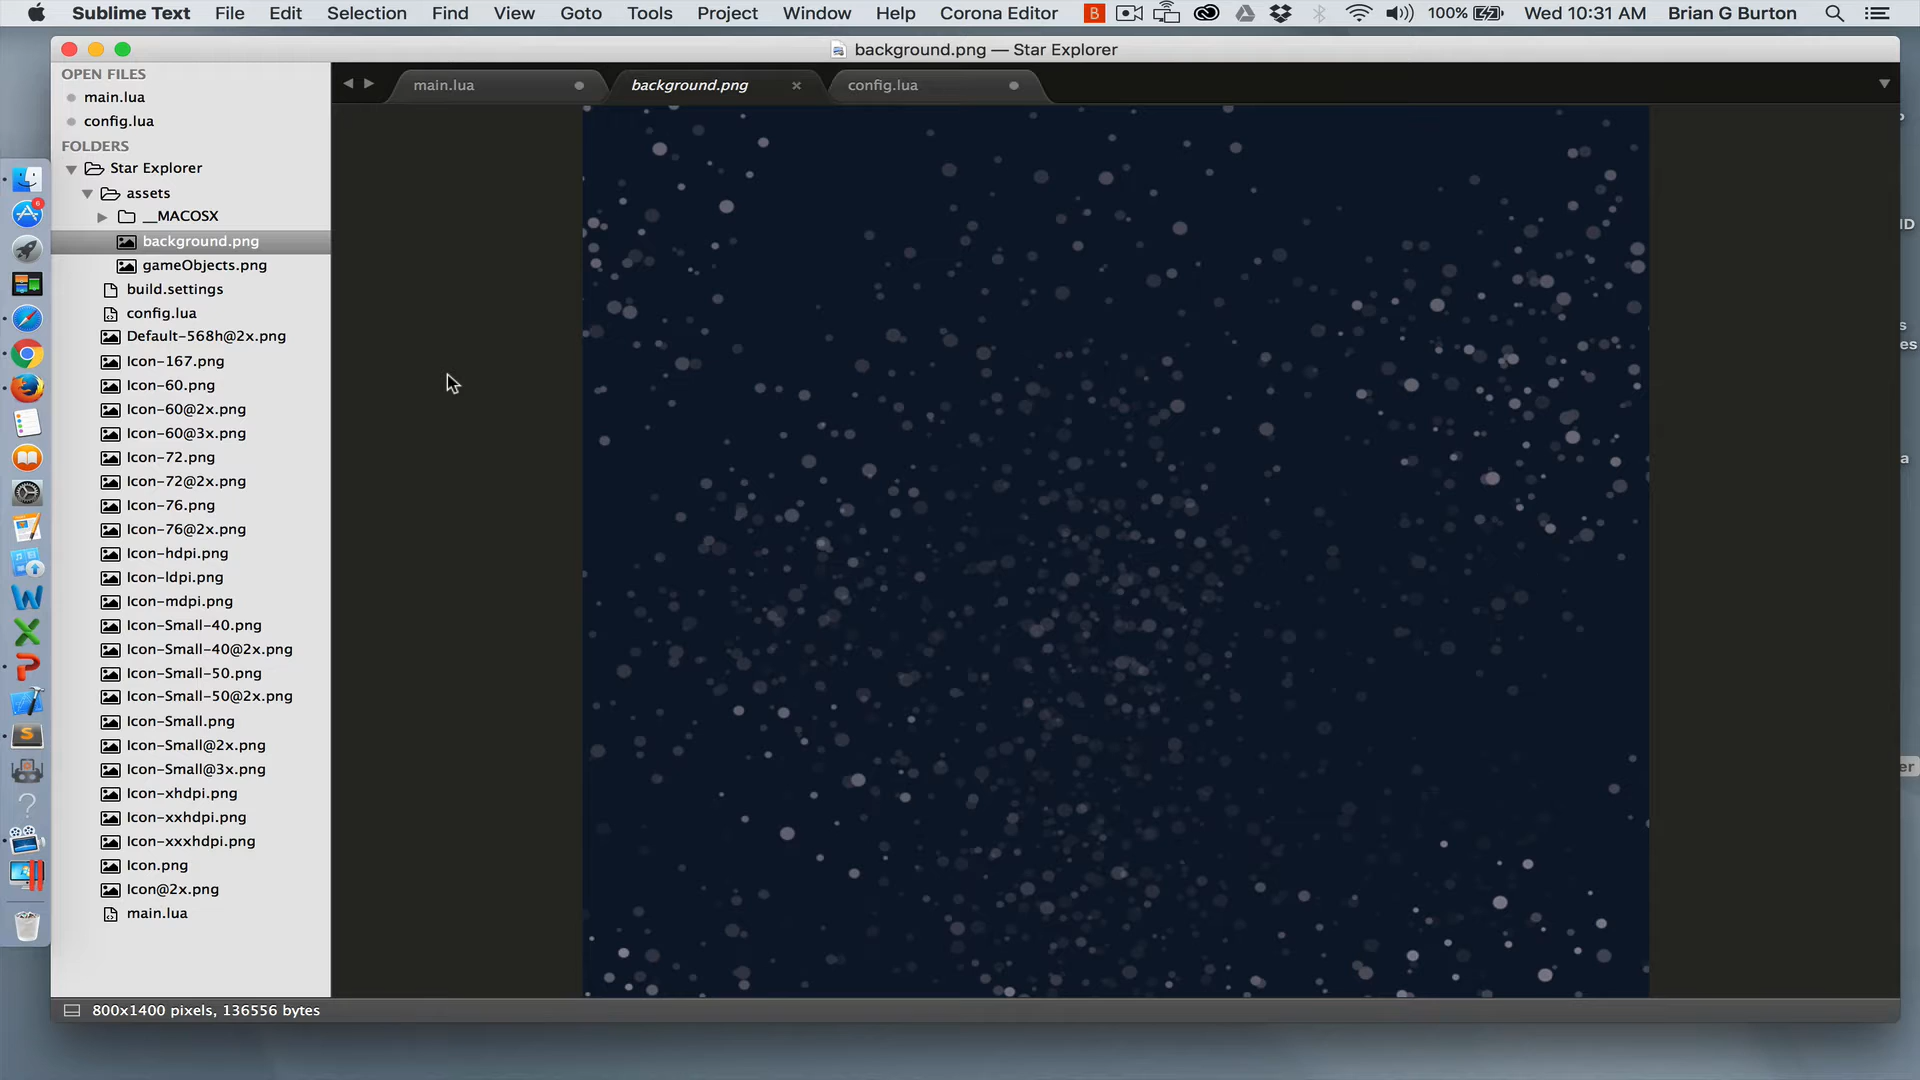 Sublime Text File Edit Selection Find View Goto Tools Project Window Help Corona Editor B 100% Wed 10:31 AM Brian G Burton
background.png — Star Explorer
OPEN FILES
main.lua
config.lua
FOLDERS
Star Explorer
assets
__MACOSX
background.png
gameObjects.png
build.settings
config.lua
Default-568h@2x.png
Icon-167.png
Icon-60.png
Icon-60@2x.png
Icon-60@3x.png
Icon-72.png
Icon-72@2x.png
Icon-76.png
Icon-76@2x.png
Icon-hdpi.png
Icon-ldpi.png
Icon-mdpi.png
Icon-Small-40.png
Icon-Small-40@2x.png
Icon-Small-50.png
Icon-Small-50@2x.png
Icon-Small.png
Icon-Small@2x.png
Icon-Small@3x.png
Icon-xhdpi.png
Icon-xxhdpi.png
Icon-xxxhdpi.png
Icon.png
Icon@2x.png
main.lua
main.lua background.png × config.lua
800x1400 pixels, 136556 bytes